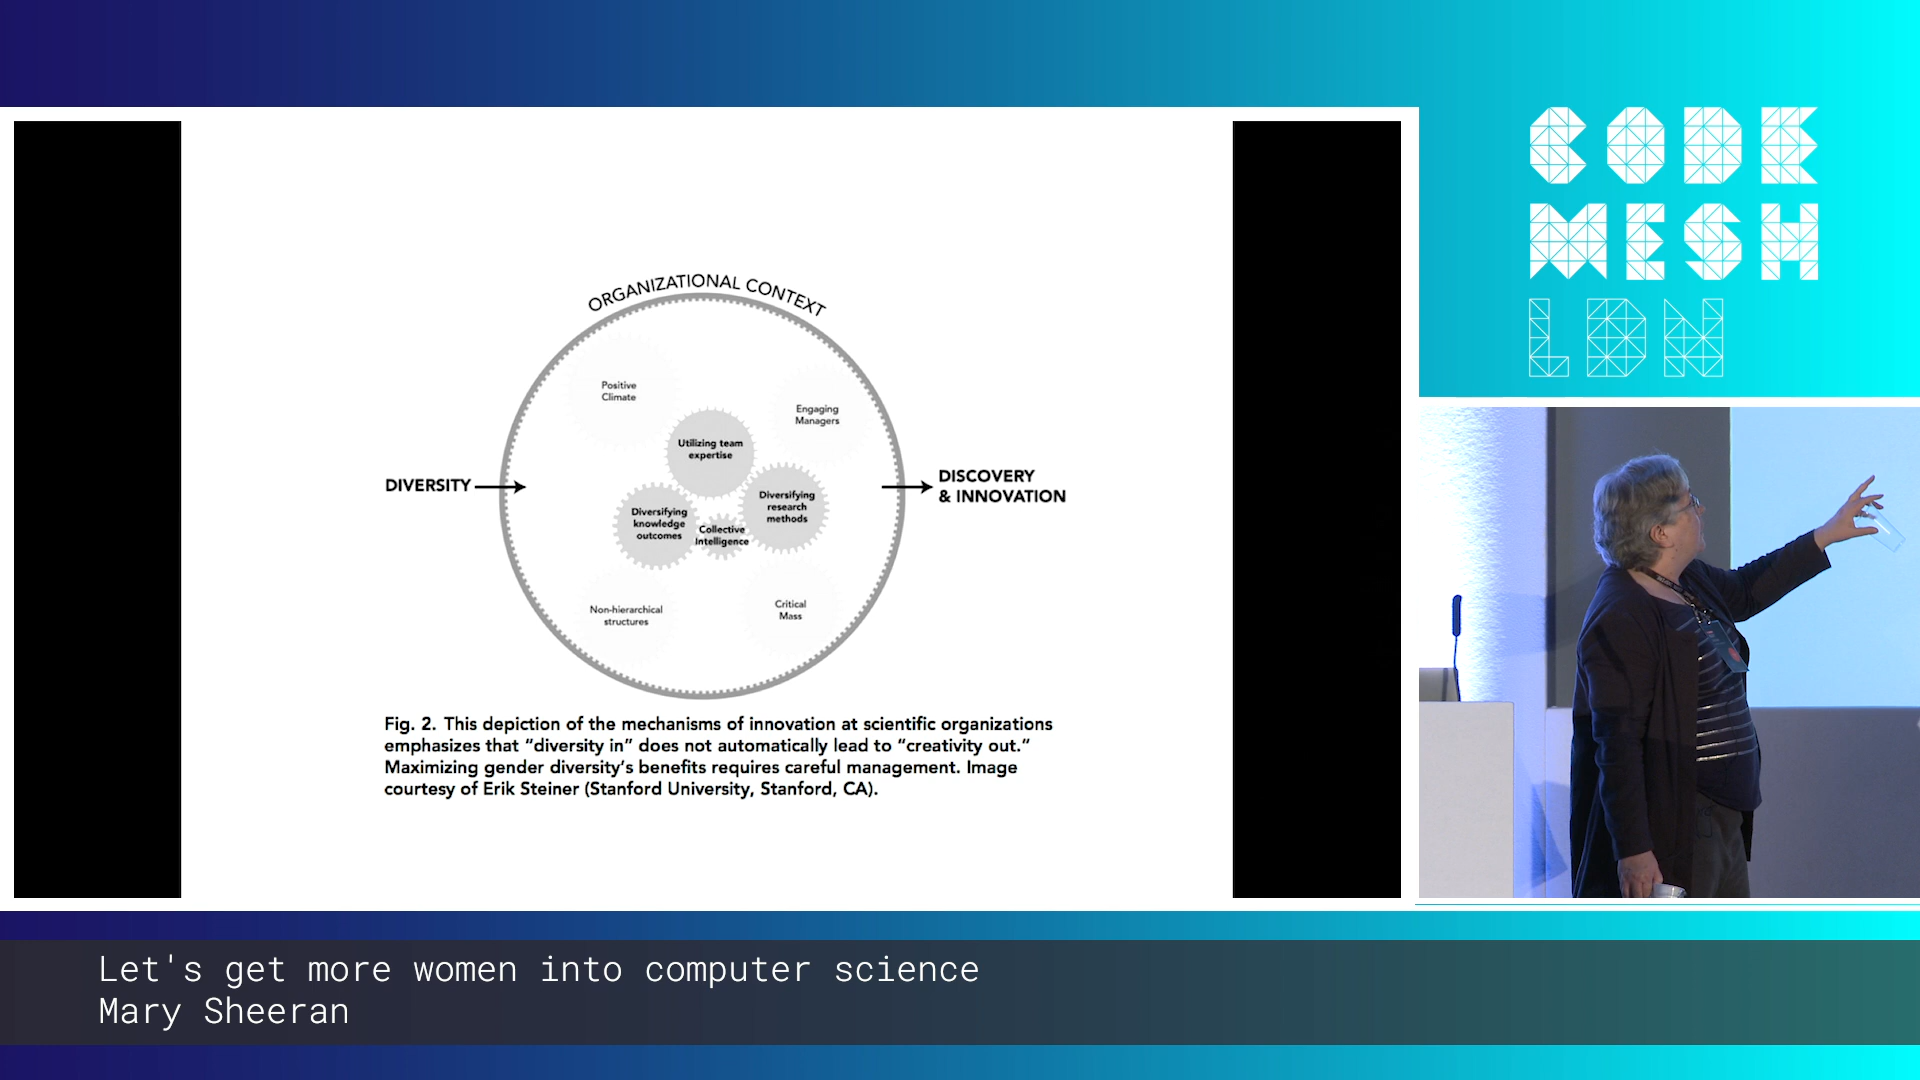 CODE
MESH
LDN
ORGANIZATIONAL CONTEXT
Positive
Climate
Engaging
Managers
Utilizing team
expertise
DIVERSITY
DISCOVERY
& INNOVATION
Diversifying
research
methods
Diversifying
knowledge
outcomes
Collective
Intelligence
Non-hierarchical
structures
Critical
Mass
Fig. 2. This depiction of the mechanisms of innovation at scientific organizations
emphasizes that “diversity in” does not automatically lead to “creativity out.”
Maximizing gender diversity’s benefits requires careful management. Image
courtesy of Erik Steiner (Stanford University, Stanford, CA).
Let's get more women into computer science
Mary Sheeran